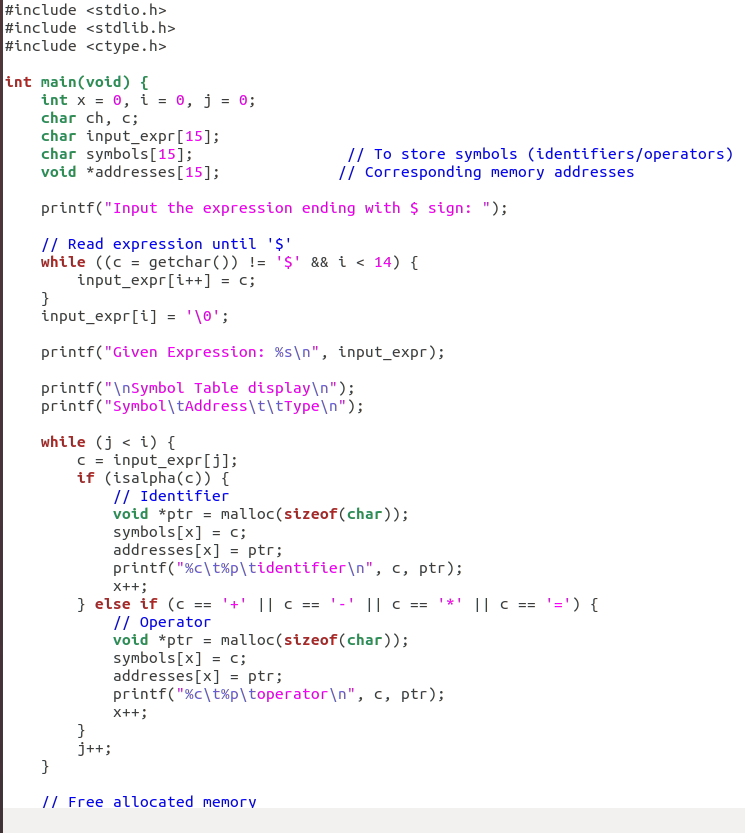 #include <stdio.h>
#include <stdlib.h>
#include <ctype.h>

int main(void) {
    int x = 0, i = 0, j = 0;
    char ch, c;
    char input_expr[15];
    char symbols[15];                 // To store symbols (identifiers/operators)
    void *addresses[15];             // Corresponding memory addresses

    printf("Input the expression ending with $ sign: ");

    // Read expression until '$'
    while ((c = getchar()) != '$' && i < 14) {
        input_expr[i++] = c;
    }
    input_expr[i] = '\0';

    printf("Given Expression: %s\n", input_expr);

    printf("\nSymbol Table display\n");
    printf("Symbol\tAddress\t\tType\n");

    while (j < i) {
        c = input_expr[j];
        if (isalpha(c)) {
            // Identifier
            void *ptr = malloc(sizeof(char));
            symbols[x] = c;
            addresses[x] = ptr;
            printf("%c\t%p\tidentifier\n", c, ptr);
            x++;
        } else if (c == '+' || c == '-' || c == '*' || c == '=') {
            // Operator
            void *ptr = malloc(sizeof(char));
            symbols[x] = c;
            addresses[x] = ptr;
            printf("%c\t%p\toperator\n", c, ptr);
            x++;
        }
        j++;
    }

    // Free allocated memory